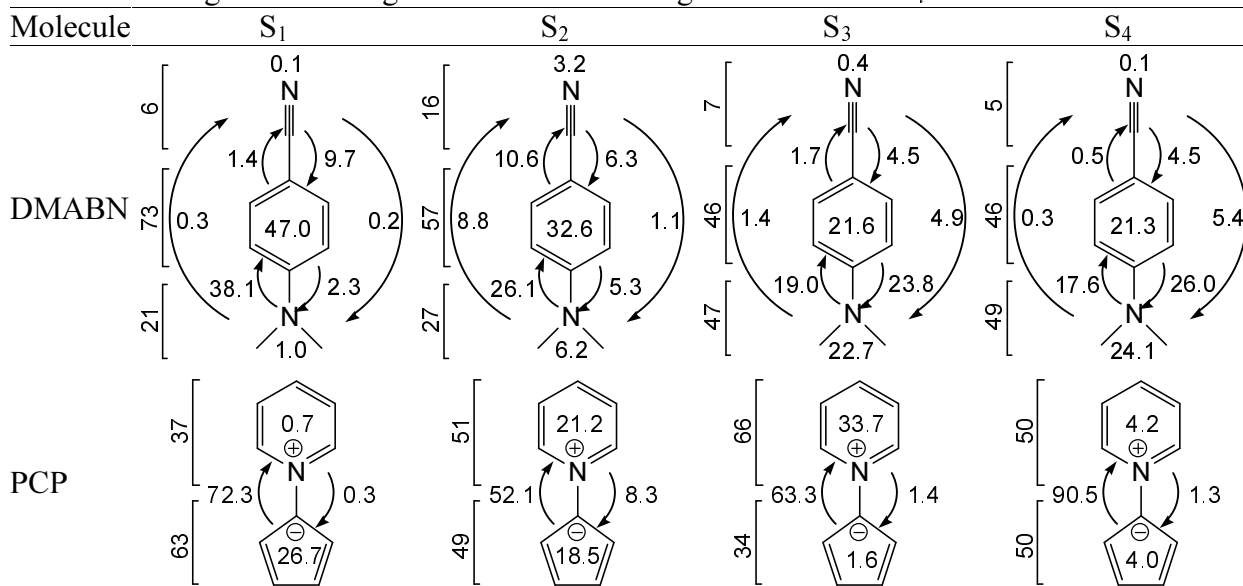 Molecule S₁ S₂ S₃ S₄
0.1 3.2 0.4 0.1
N N N N
6 16 7 5
1.4 9.7 10.6 6.3 1.7 4.5 0.5 4.5
DMABN 73 0.3 47.0 0.2 57 8.8 32.6 1.1 46 1.4 21.6 4.9 46 0.3 21.3 5.4
38.1 2.3 26.1 5.3 19.0 23.8 17.6 26.0
21 N 27 N 47 N 49 N
1.0 6.2 22.7 24.1
37 0.7 51 21.2 66 33.7 50 4.2
⊕ ⊕ ⊕ ⊕
N N N N
PCP 72.3 0.3 52.1 8.3 63.3 1.4 90.5 1.3
⊖ ⊖ ⊖ ⊖
63 26.7 49 18.5 34 1.6 50 4.0